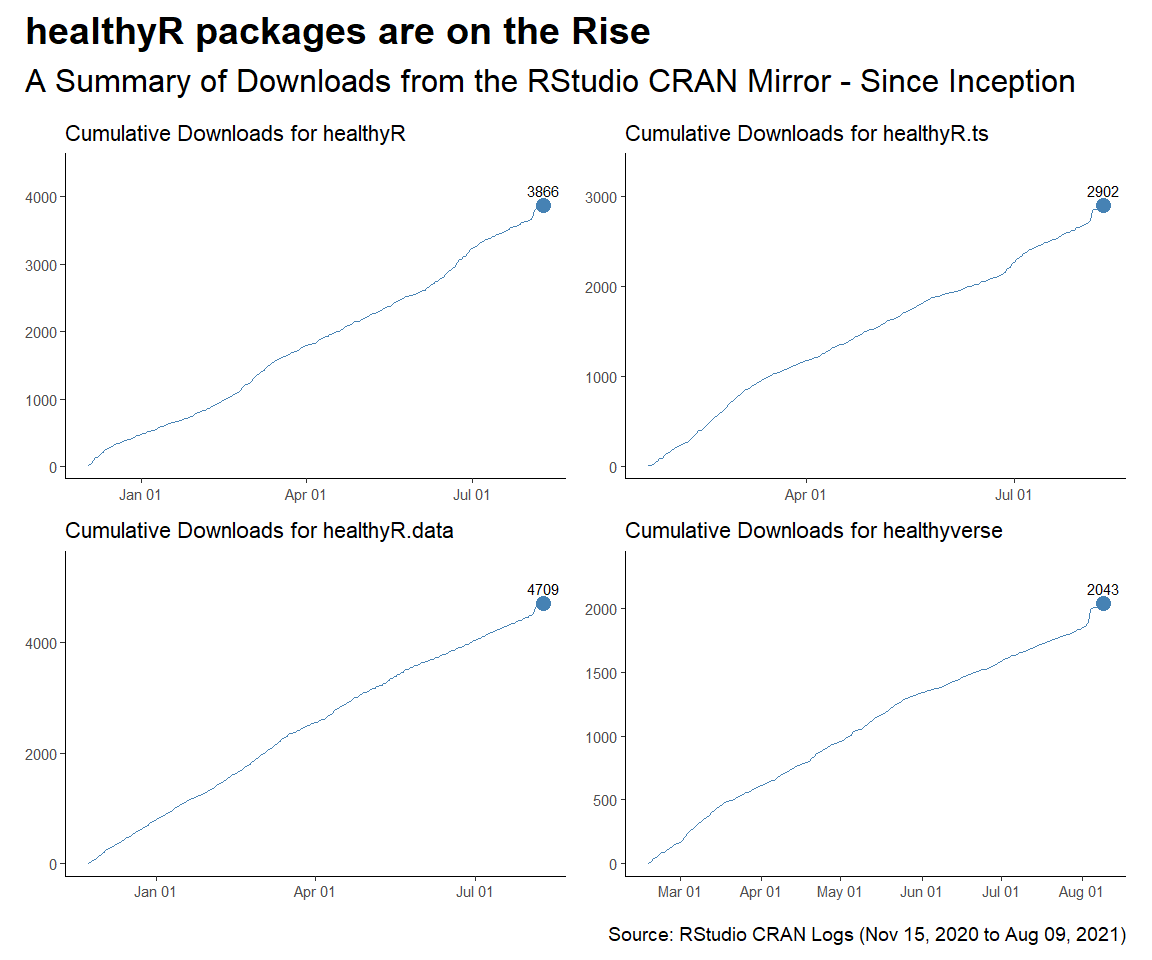 healthyR packages are on the Rise
A Summary of Downloads from the RStudio CRAN Mirror - Since Inception
Cumulative Downloads for healthyR
3866
4000
3000
2000
1000
0
Jan 01 Apr 01 Jul 01
Cumulative Downloads for healthyR.ts
2902
3000
2000
1000
0
Apr 01 Jul 01
Cumulative Downloads for healthyR.data
4709
4000
2000
0
Jan 01 Apr 01 Jul 01
Cumulative Downloads for healthyverse
2043
2000
1500
1000
500
0
Mar 01 Apr 01 May 01 Jun 01 Jul 01 Aug 01
Source: RStudio CRAN Logs (Nov 15, 2020 to Aug 09, 2021)